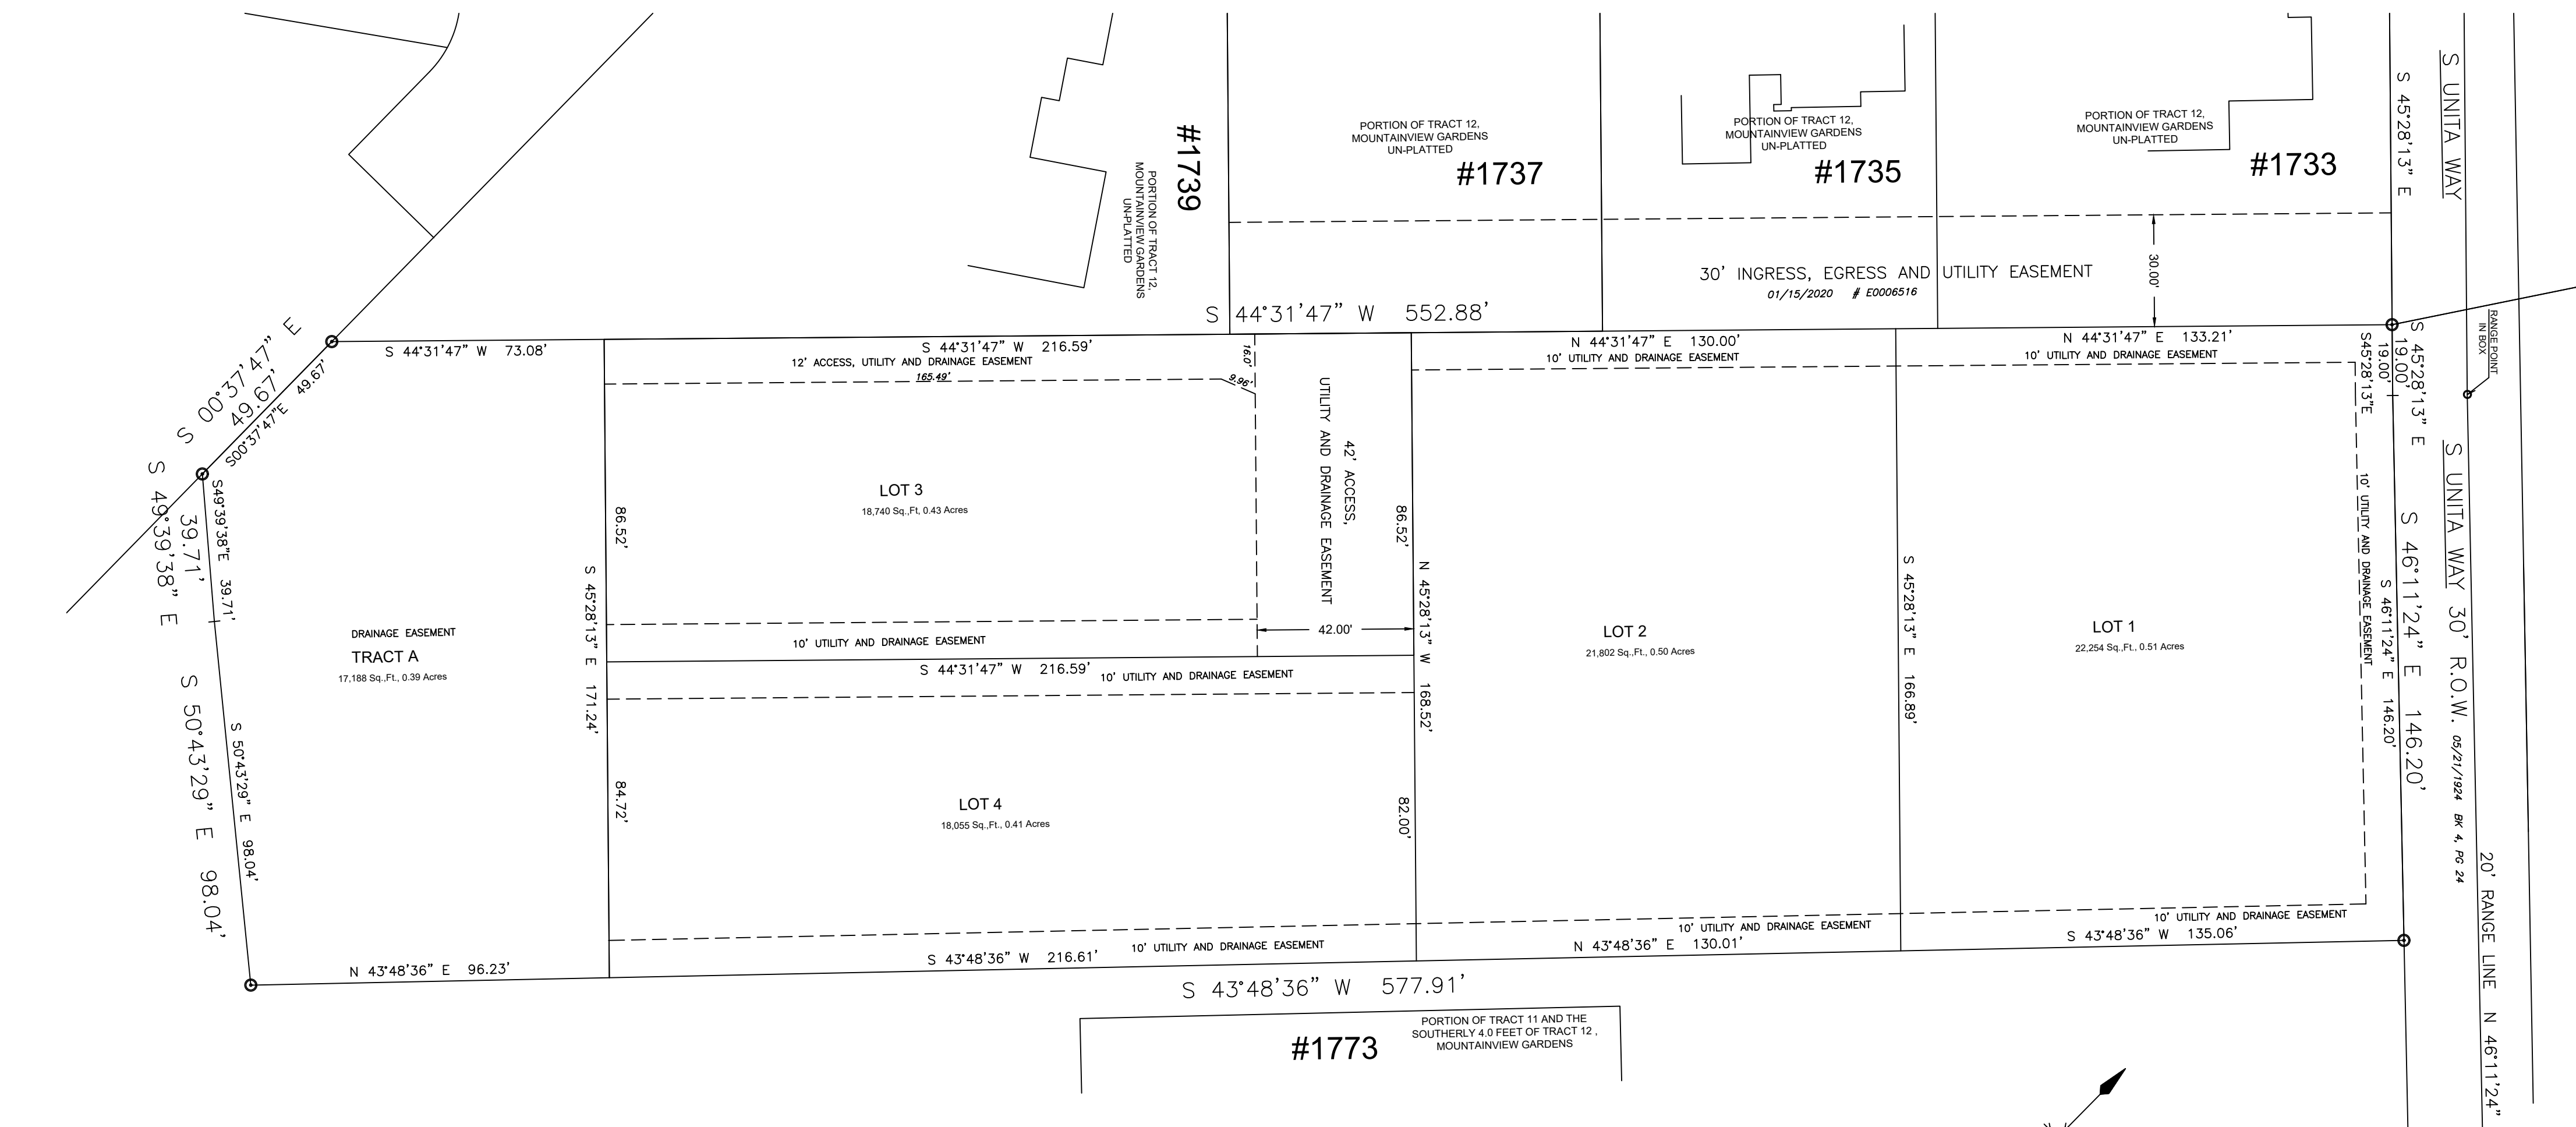 #1739
PORTION OF TRACT 12,
MOUNTAINVIEW GARDENS
UN-PLATTED
PORTION OF TRACT 12,
MOUNTAINVIEW GARDENS
UN-PLATTED
#1737
PORTION OF TRACT 12,
MOUNTAINVIEW GARDENS
UN-PLATTED
#1735
PORTION OF TRACT 12,
MOUNTAINVIEW GARDENS
UN-PLATTED
#1733
S 45°28'13" E
S UNITA WAY
30' INGRESS, EGRESS AND UTILITY EASEMENT
01/15/2020 # E0006516
30.00'
S 44°31'47" W 552.88'
S 44°31'47" W 73.08'
S 44°31'47" W 216.59'
12' ACCESS, UTILITY AND DRAINAGE EASEMENT
165.49'
9.96'
16.0'
N 44°31'47" E 130.00'
10' UTILITY AND DRAINAGE EASEMENT
N 44°31'47" E 133.21'
10' UTILITY AND DRAINAGE EASEMENT
S45°28'13"E
19.00'
19.00'
S 45°28'13" E
RANGE POINT
IN BOX
S 00°37'47" E
49.67'
S00°37'47"E 49.67'
S 49°39'38" E
39.71'
S49°39'38"E 39.71'
S 50°43'29" E 98.04'
S 50°43'29" E 98.04'
DRAINAGE EASEMENT
TRACT A
17,188 Sq.,Ft., 0.39 Acres
S 45°28'13" E 171.24'
86.52'
84.72'
LOT 3
18,740 Sq.,Ft, 0.43 Acres
42' ACCESS,
UTILITY AND DRAINAGE EASEMENT
86.52'
42.00'
10' UTILITY AND DRAINAGE EASEMENT
S 44°31'47" W 216.59'
10' UTILITY AND DRAINAGE EASEMENT
N 45°28'13" W 168.52'
LOT 4
18,055 Sq.,Ft., 0.41 Acres
82.00'
LOT 2
21,802 Sq.,Ft., 0.50 Acres
S 45°28'13" E 166.89'
LOT 1
22,254 Sq.,Ft., 0.51 Acres
10' UTILITY AND DRAINAGE EASEMENT
S 46°11'24" E 146.20'
S 46°11'24" E 146.20'
S UNITA WAY 30' R.O.W. 05/21/1924 BK 4, PG 24
20' RANGE LINE N 46°11'24"
N 43°48'36" E 96.23'
S 43°48'36" W 216.61'
10' UTILITY AND DRAINAGE EASEMENT
N 43°48'36" E 130.01'
10' UTILITY AND DRAINAGE EASEMENT
S 43°48'36" W 135.06'
10' UTILITY AND DRAINAGE EASEMENT
S 43°48'36" W 577.91'
#1773
PORTION OF TRACT 11 AND THE
SOUTHERLY 4.0 FEET OF TRACT 12 ,
MOUNTAINVIEW GARDENS